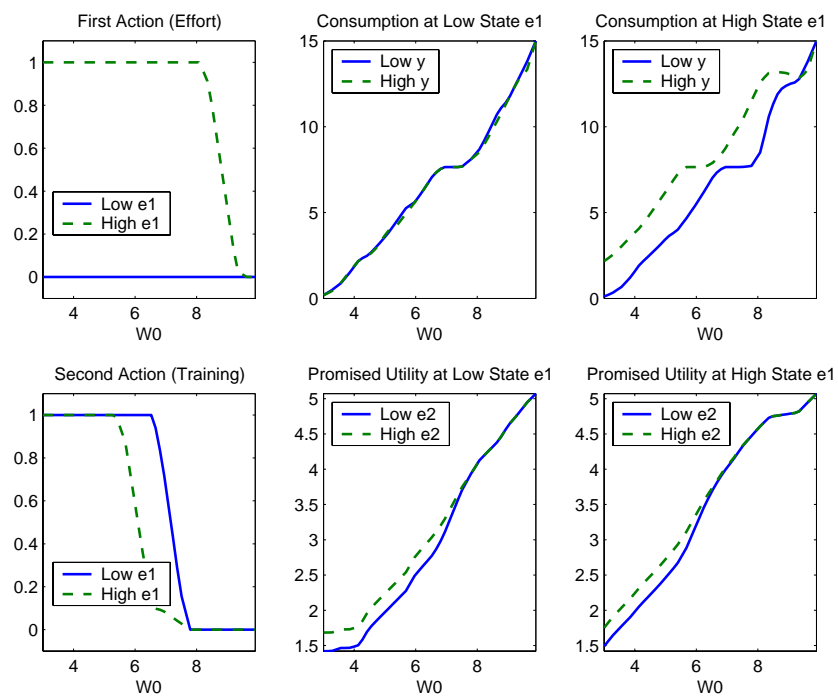 First Action (Effort)
1
0.8
0.6
0.4
0.2
0
Low e1
High e1
4 6 8
W0
Consumption at Low State e1
15
10
5
0
Low y
High y
4 6 8
W0
Consumption at High State e1
15
10
5
0
Low y
High y
4 6 8
W0
Second Action (Training)
1
0.8
0.6
0.4
0.2
0
Low e1
High e1
4 6 8
W0
Promised Utility at Low State e1
5
4.5
4
3.5
3
2.5
2
1.5
Low e2
High e2
4 6 8
W0
Promised Utility at High State e1
5
4.5
4
3.5
3
2.5
2
1.5
Low e2
High e2
4 6 8
W0